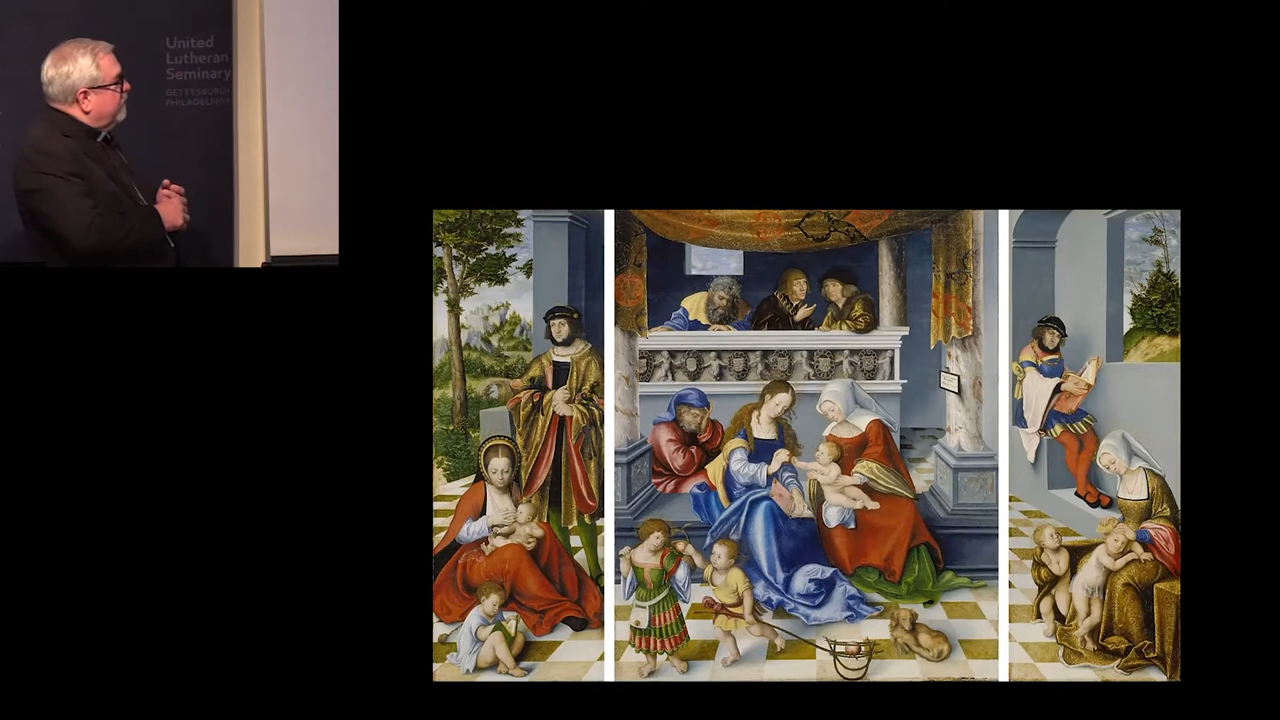 United
Lutheran
Seminary
GETTYSBURG+
PHILADELPHIA